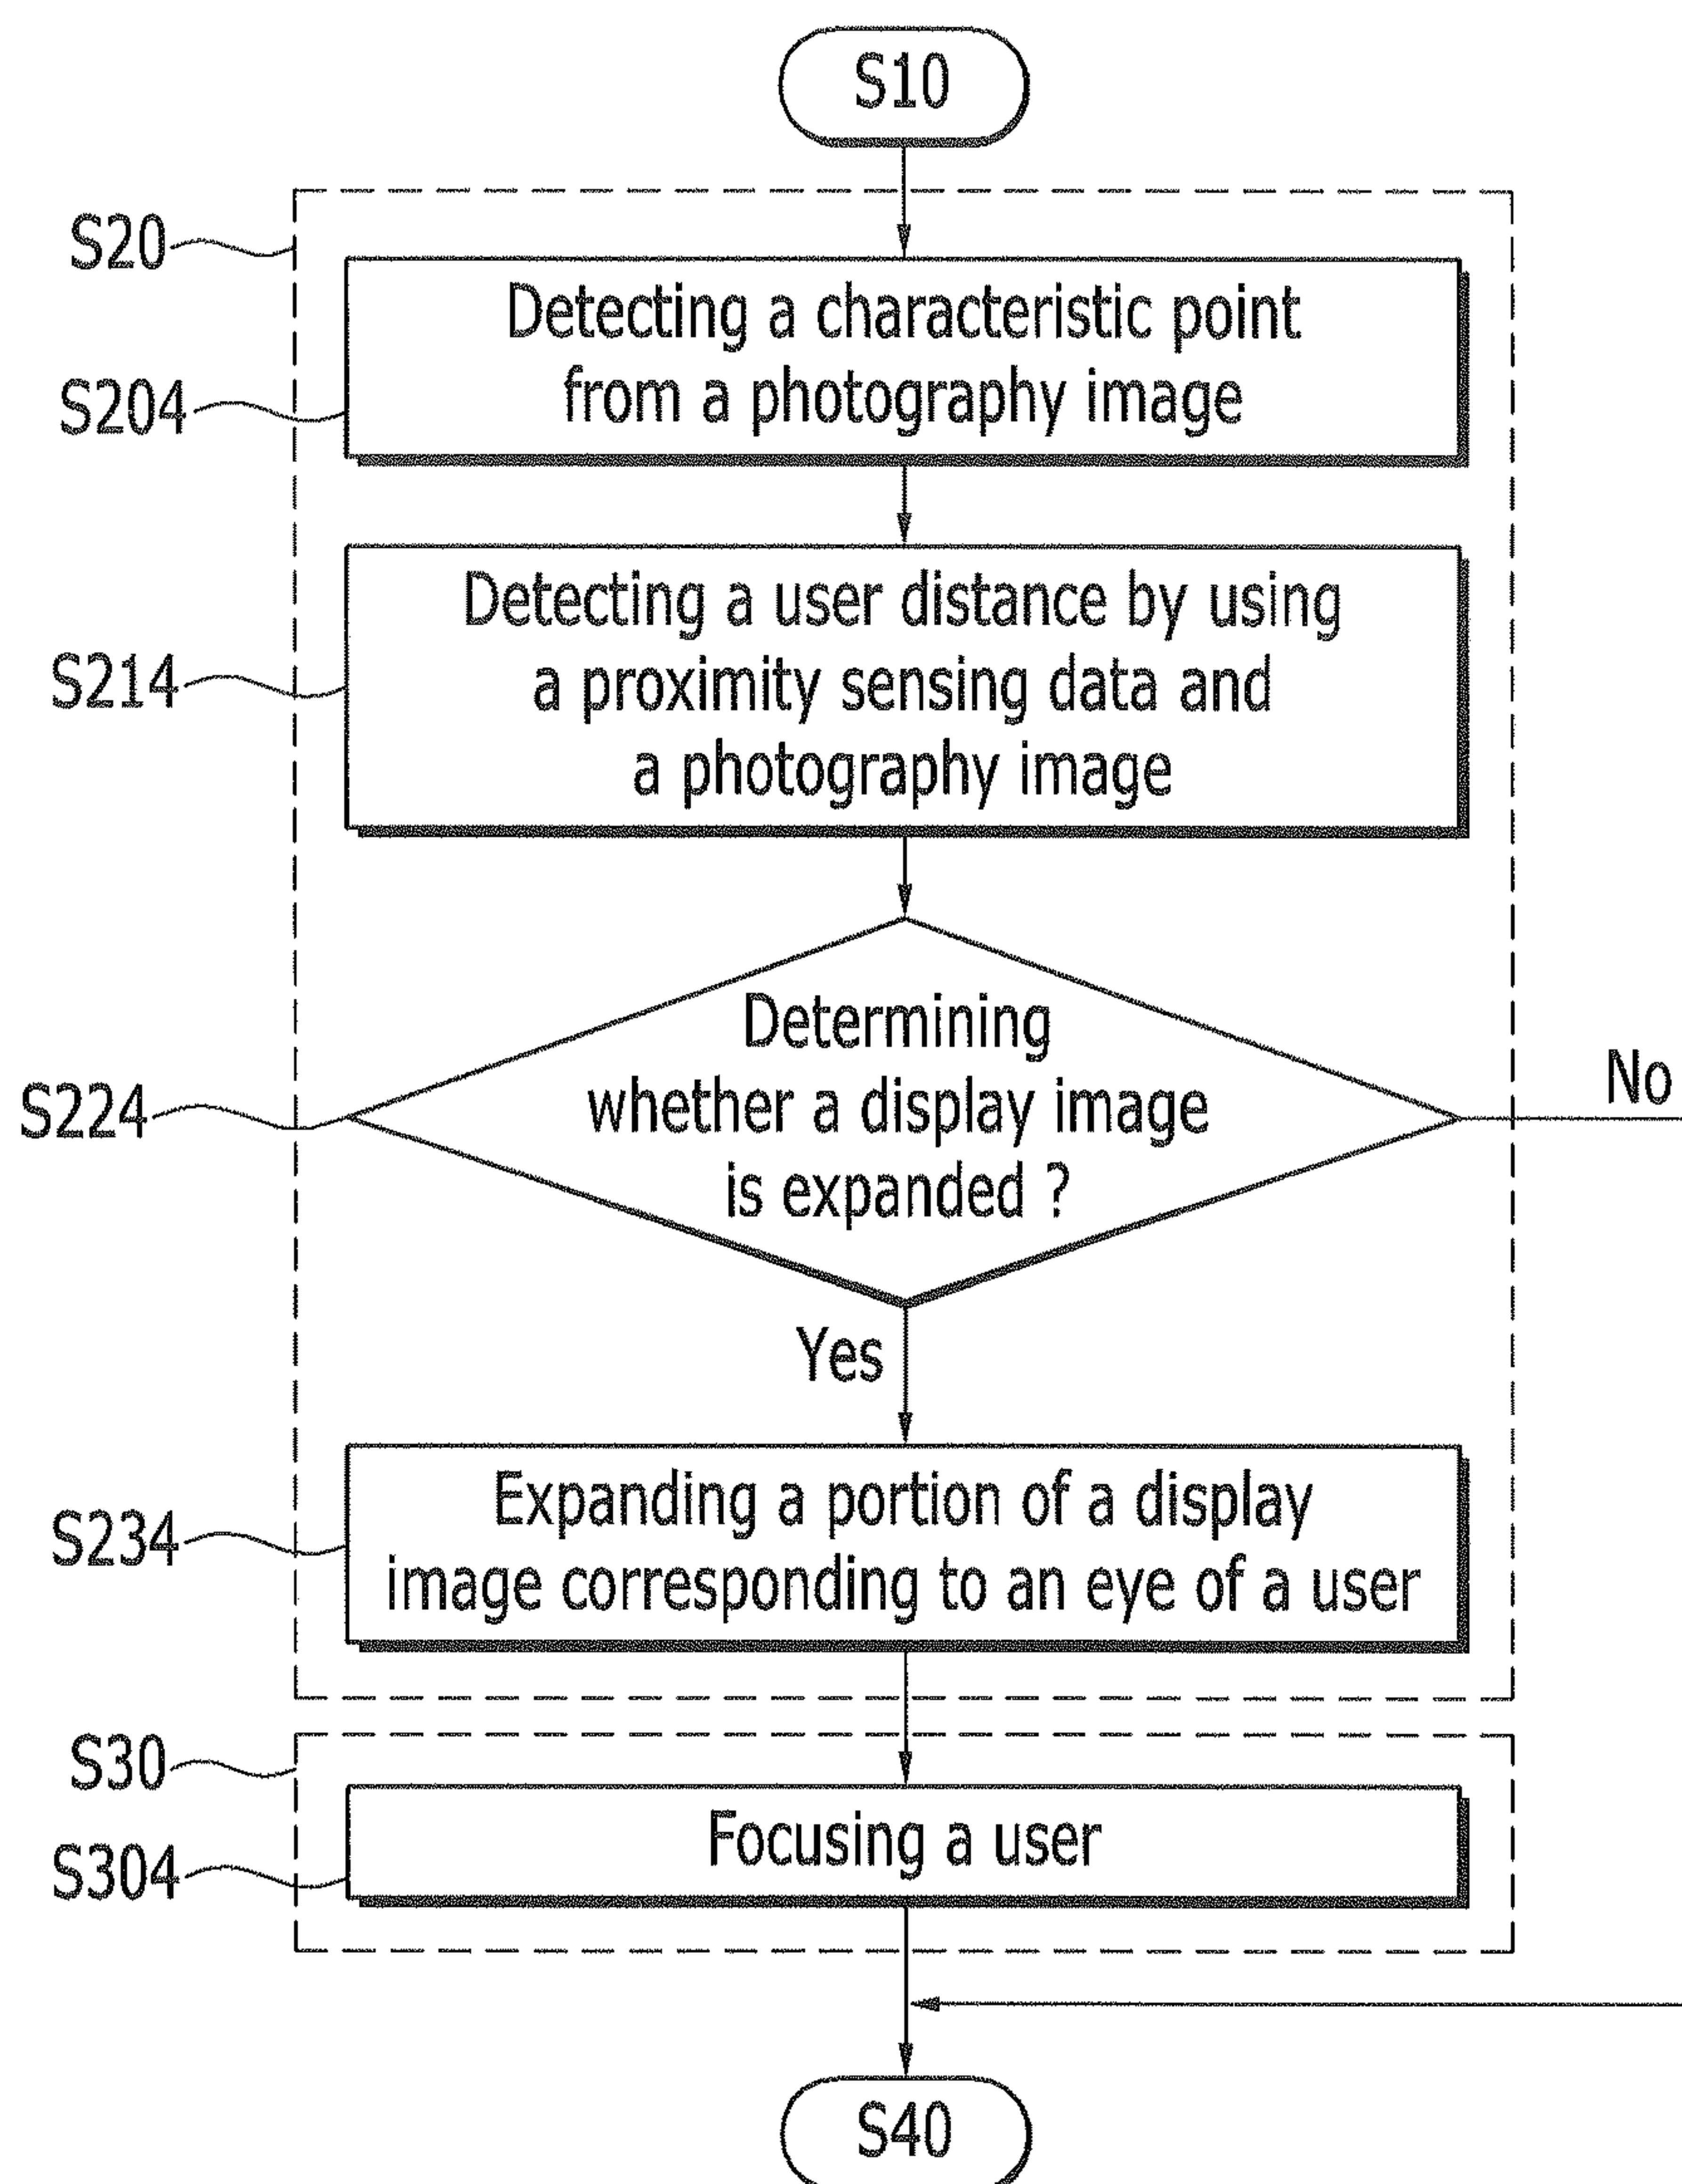 S10
S20
Detecting a characteristic point
from a photography image
S204
Detecting a user distance by using
a proximity sensing data and
a photography image
S214
Determining
whether a display image
is expanded ?
S224
No
Yes
Expanding a portion of a display
image corresponding to an eye of a user
S234
S30
Focusing a user
S304
S40